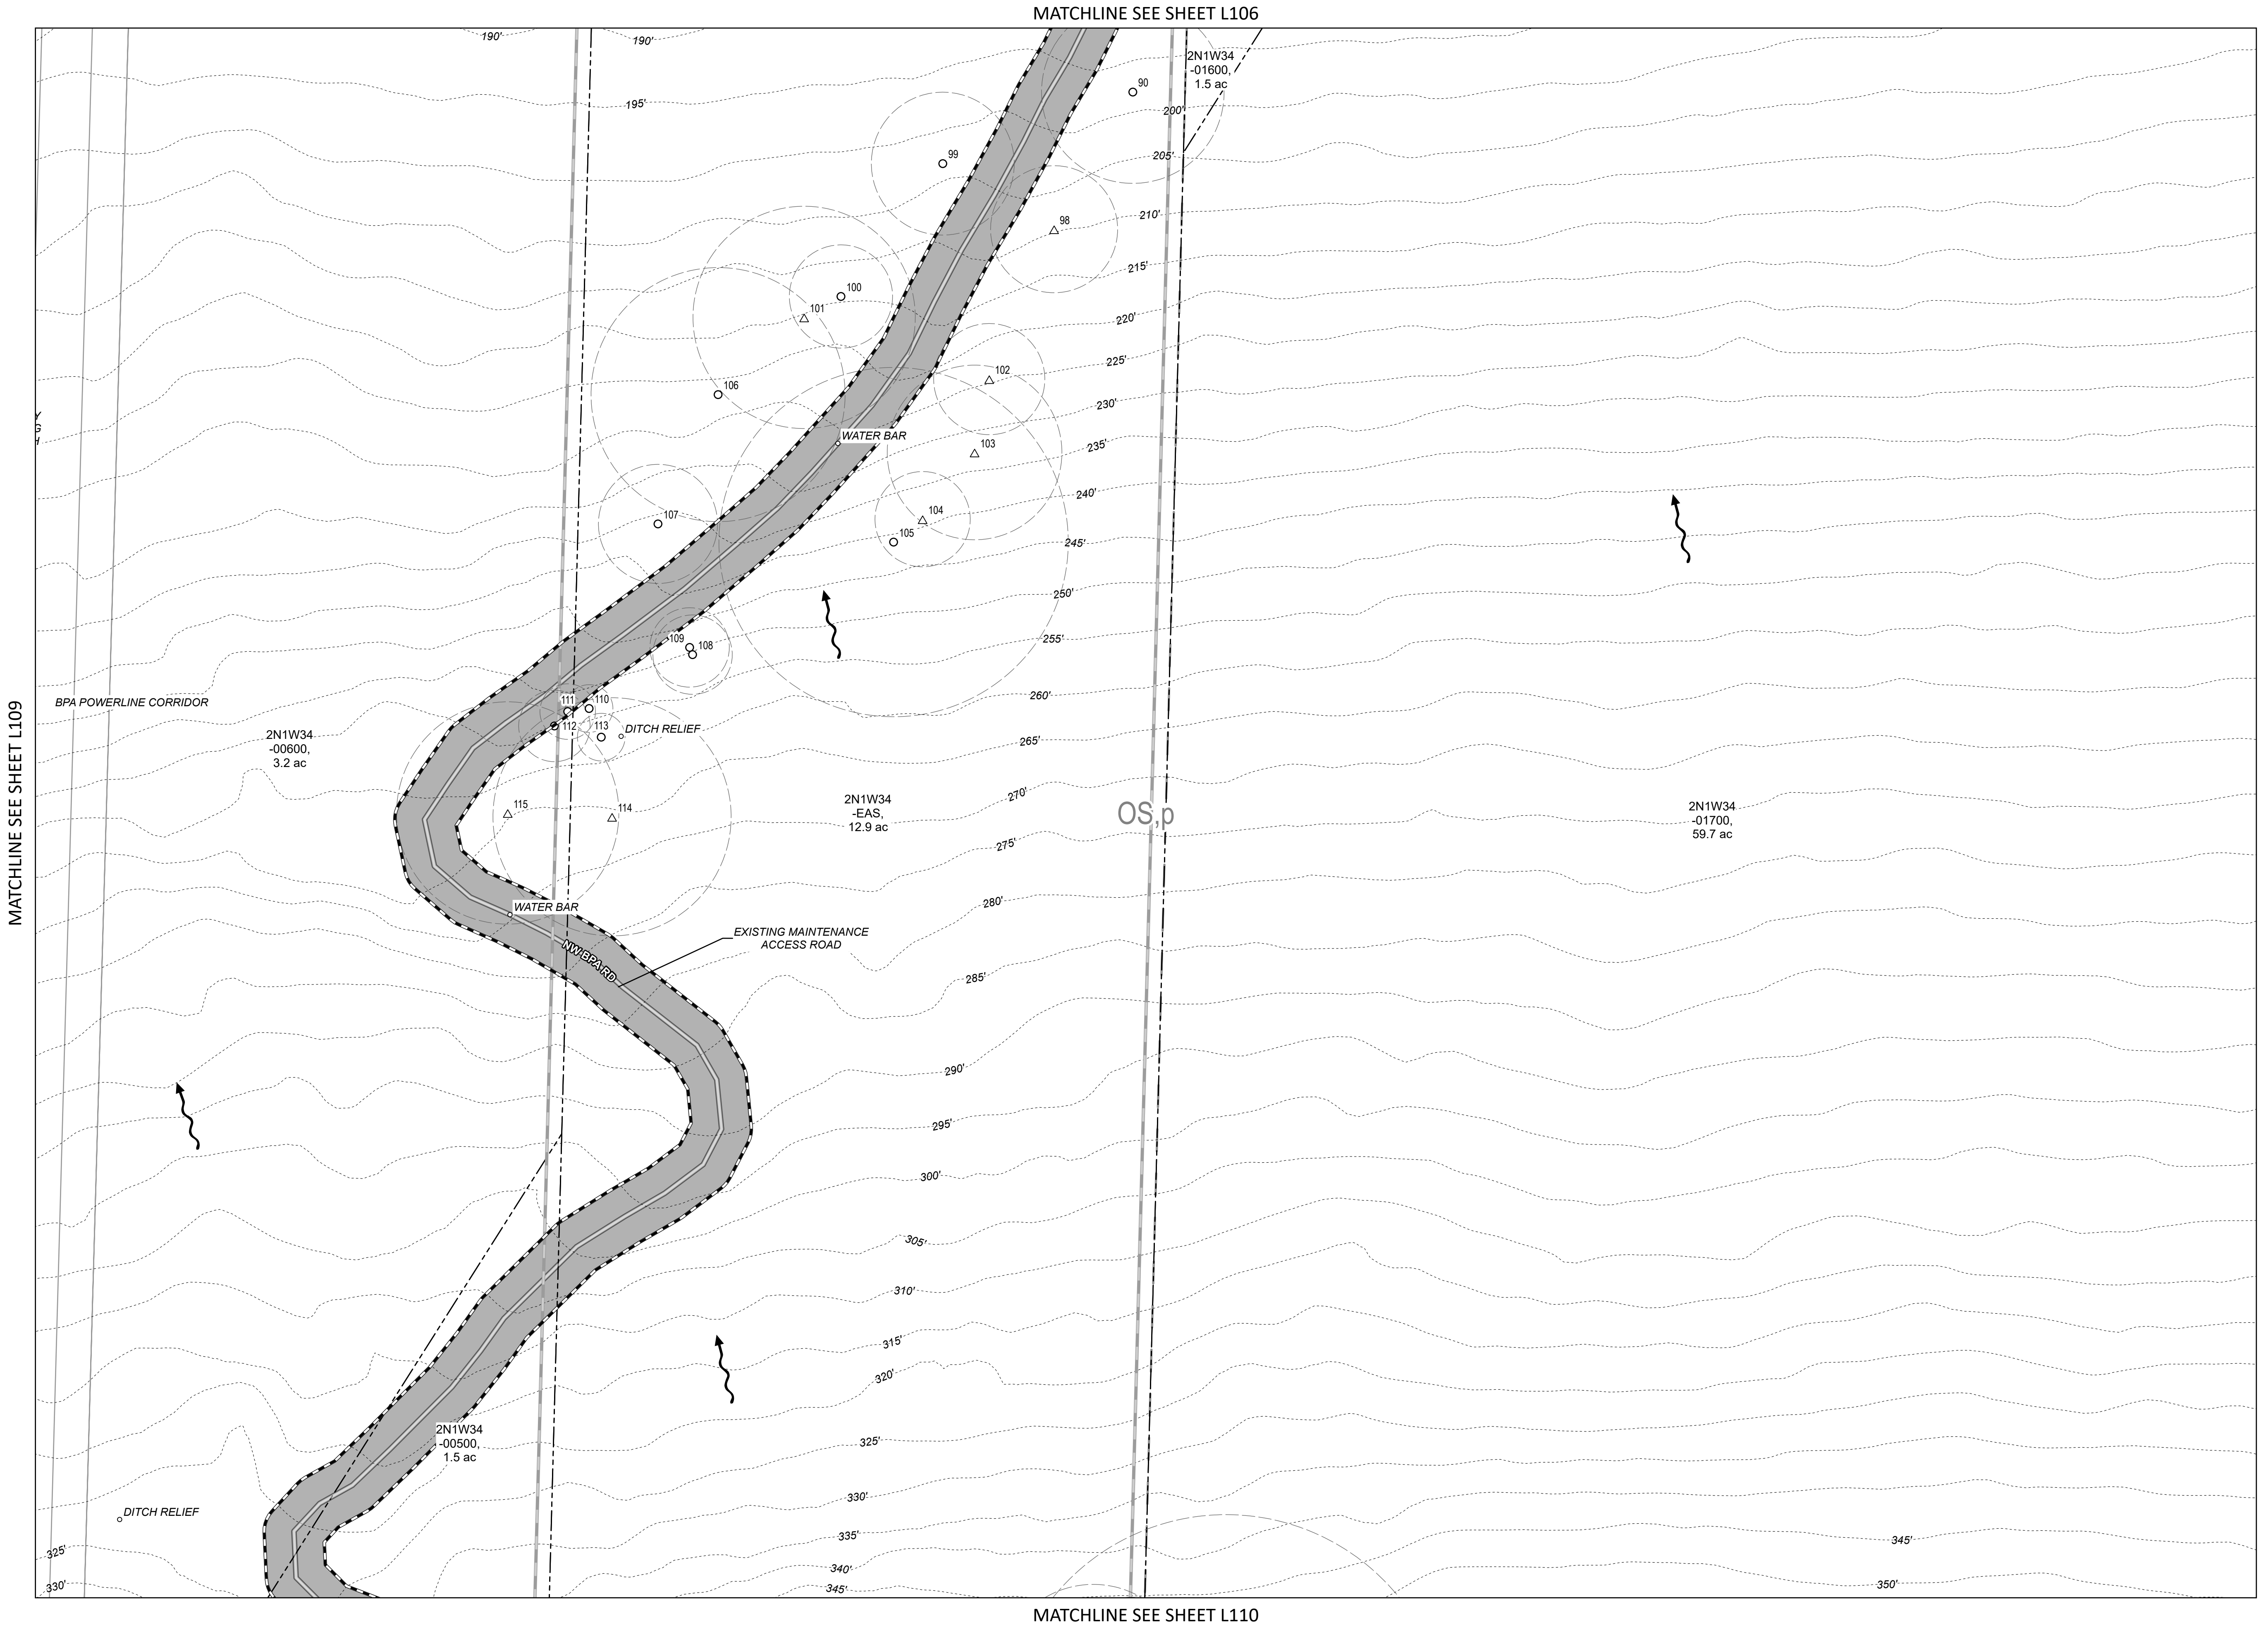 MATCHLINE SEE SHEET L106
190'
190'
2N1W34
-01600,
1.5 ac
90
195'
200'
99
205'
98
210'
215'
100
101
220'
225'
102
106
230'
WATER BAR
235'
103
240'
107
104
105
245'
250'
109
108
255'
260'
BPA POWERLINE CORRIDOR
111
110
112
113
DITCH RELIEF
265'
2N1W34
-00600,
3.2 ac
MATCHLINE SEE SHEET L109
270'
115
114
2N1W34
-EAS,
12.9 ac
OS,p
2N1W34
-01700,
59.7 ac
275'
280'
WATER BAR
EXISTING MAINTENANCE
ACCESS ROAD
NW BPA RD
285'
290'
295'
300'
305'
310'
315'
320'
2N1W34
-00500,
1.5 ac
325'
330'
DITCH RELIEF
335'
345'
325'
340'
330'
345'
350'
MATCHLINE SEE SHEET L110